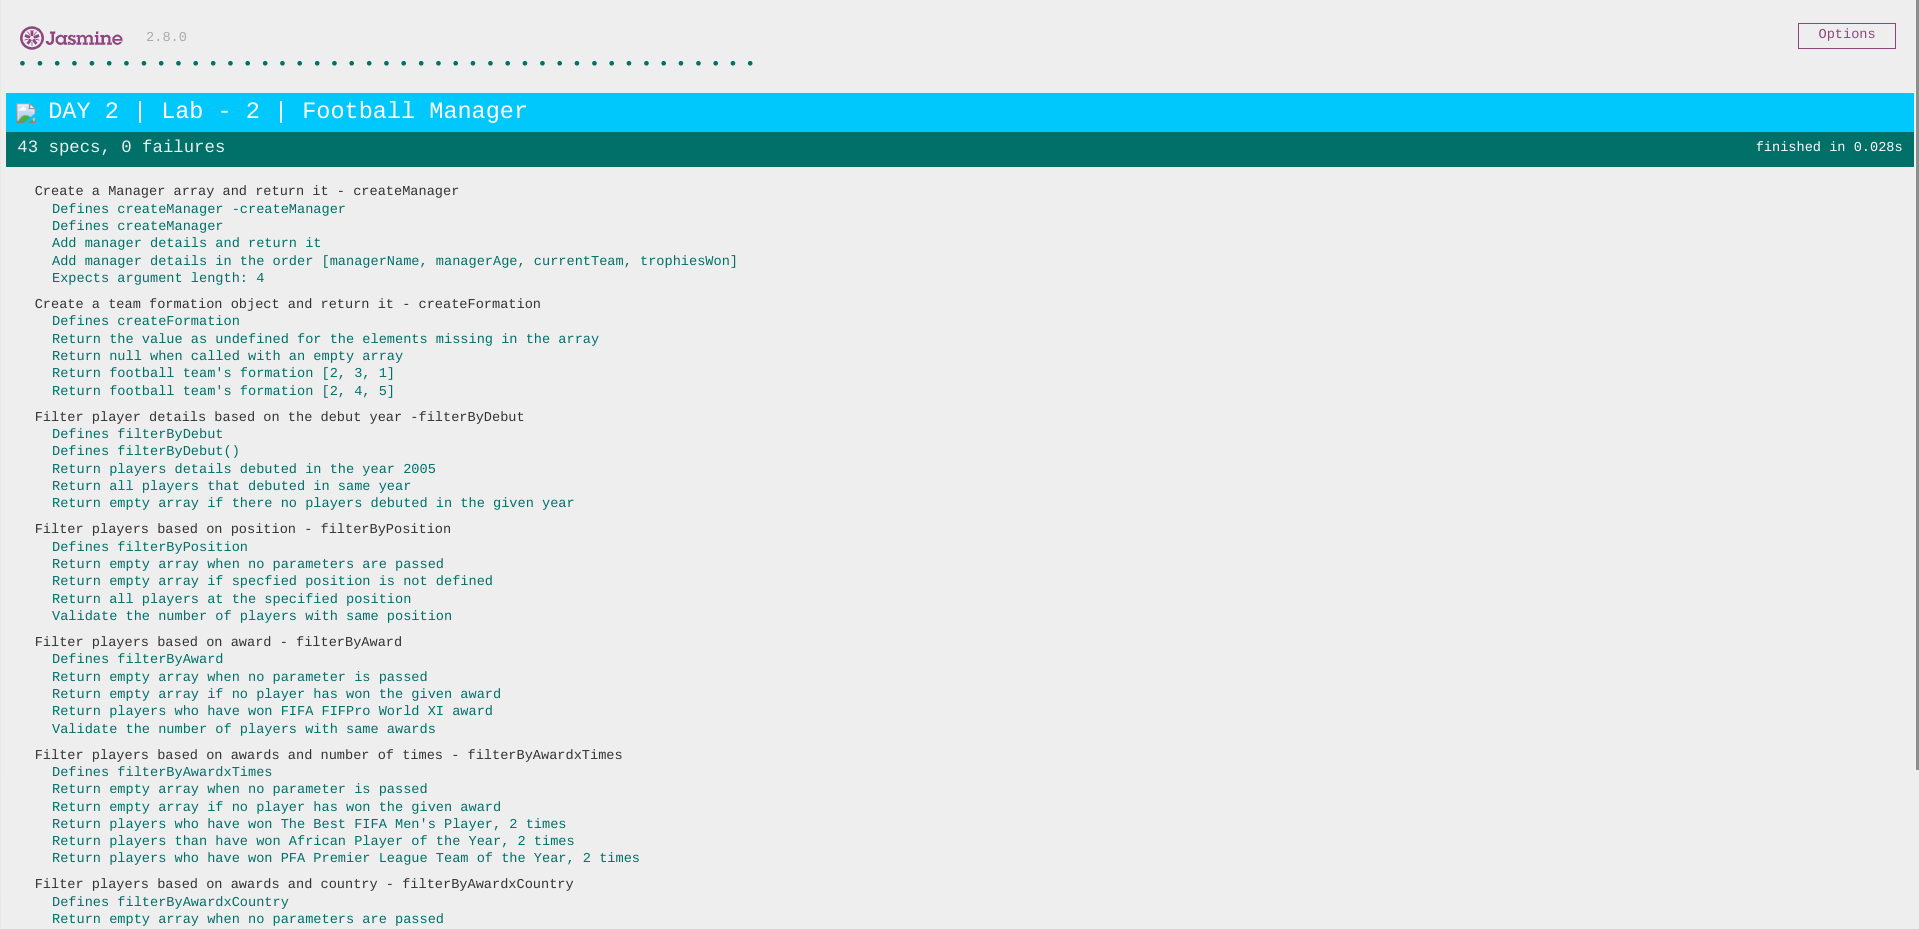 Jasmine 2.8.0 Options
DAY 2 | Lab - 2 | Football Manager
43 specs, 0 failures finished in 0.028s
Create a Manager array and return it - createManager
Defines createManager -createManager
Defines createManager
Add manager details and return it
Add manager details in the order [managerName, managerAge, currentTeam, trophiesWon]
Expects argument length: 4
Create a team formation object and return it - createFormation
Defines createFormation
Return the value as undefined for the elements missing in the array
Return null when called with an empty array
Return football team's formation [2, 3, 1]
Return football team's formation [2, 4, 5]
Filter player details based on the debut year -filterByDebut
Defines filterByDebut
Defines filterByDebut()
Return players details debuted in the year 2005
Return all players that debuted in same year
Return empty array if there no players debuted in the given year
Filter players based on position - filterByPosition
Defines filterByPosition
Return empty array when no parameters are passed
Return empty array if specfied position is not defined
Return all players at the specified position
Validate the number of players with same position
Filter players based on award - filterByAward
Defines filterByAward
Return empty array when no parameter is passed
Return empty array if no player has won the given award
Return players who have won FIFA FIFPro World XI award
Validate the number of players with same awards
Filter players based on awards and number of times - filterByAwardxTimes
Defines filterByAwardxTimes
Return empty array when no parameter is passed
Return empty array if no player has won the given award
Return players who have won The Best FIFA Men's Player, 2 times
Return players than have won African Player of the Year, 2 times
Return players who have won PFA Premier League Team of the Year, 2 times
Filter players based on awards and country - filterByAwardxCountry
Defines filterByAwardxCountry
Return empty array when no parameters are passed